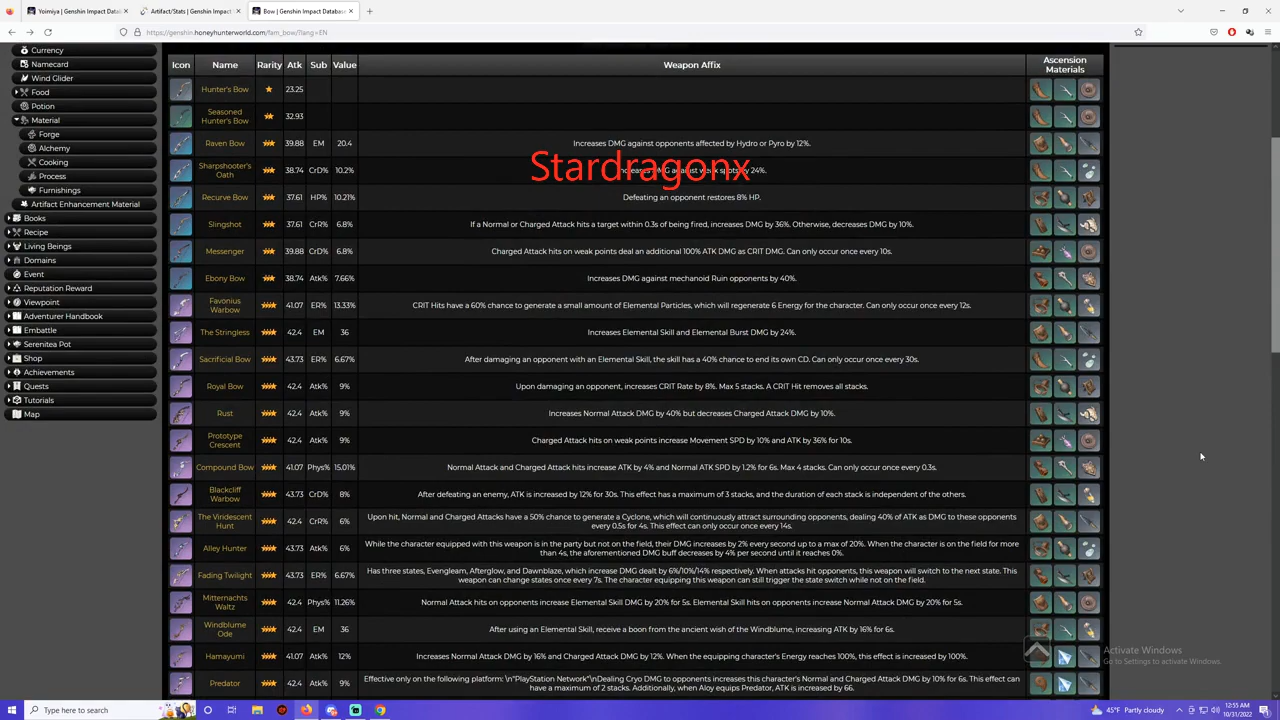 Yoimiya | Genshin Impact Datab
Artifact/Stats | Genshin Impact
Bow | Genshin Impact Database
https://genshin.honeyhunterworld.com/fam_bow/?lang=EN
Currency
Namecard
Wind Glider
Food
Potion
Material
Forge
Alchemy
Cooking
Process
Furnishings
Artifact Enhancement Material
Books
Recipe
Living Beings
Domains
Event
Reputation Reward
Viewpoint
Adventurer Handbook
Embattle
Serenitea Pot
Shop
Achievements
Quests
Tutorials
Map
Icon Name Rarity Atk Sub Value Weapon Affix Ascension
Materials
Hunter's Bow 23.25
Seasoned
Hunter's Bow 32.93
Raven Bow 39.88 EM 20.4 Increases DMG against opponents affected by Hydro or Pyro by 12%.
Stardragonx
Sharpshooter's
Oath 38.74 CrD% 10.2% Increases DMG against weak spots by 24%.
Recurve Bow 37.61 HP% 10.21% Defeating an opponent restores 8% HP.
Slingshot 37.61 CrR% 6.8% If a Normal or Charged Attack hits a target within 0.3s of being fired, increases DMG by 36%. Otherwise, decreases DMG by 10%.
Messenger 39.88 CrD% 6.8% Charged Attack hits on weak points deal an additional 100% ATK DMG as CRIT DMG. Can only occur once every 10s.
Ebony Bow 38.74 Atk% 7.66% Increases DMG against mechanoid Ruin opponents by 40%.
Favonius
Warbow 41.07 ER% 13.33% CRIT Hits have a 60% chance to generate a small amount of Elemental Particles, which will regenerate 6 Energy for the character. Can only occur once every 12s.
The Stringless 42.4 EM 36 Increases Elemental Skill and Elemental Burst DMG by 24%.
Sacrificial Bow 43.73 ER% 6.67% After damaging an opponent with an Elemental Skill, the skill has a 40% chance to end its own CD. Can only occur once every 30s.
Royal Bow 42.4 Atk% 9% Upon damaging an opponent, increases CRIT Rate by 8%. Max 5 stacks. A CRIT Hit removes all stacks.
Rust 42.4 Atk% 9% Increases Normal Attack DMG by 40% but decreases Charged Attack DMG by 10%.
Prototype
Crescent 42.4 Atk% 9% Charged Attack hits on weak points increase Movement SPD by 10% and ATK by 36% for 10s.
Compound Bow 41.07 Phys% 15.01% Normal Attack and Charged Attack hits increase ATK by 4% and Normal ATK SPD by 1.2% for 6s. Max 4 stacks. Can only occur once every 0.3s.
Blackcliff
Warbow 43.73 CrD% 8% After defeating an enemy, ATK is increased by 12% for 30s. This effect has a maximum of 3 stacks, and the duration of each stack is independent of the others.
The Viridescent
Hunt 42.4 CrR% 6% Upon hit, Normal and Charged Attacks have a 50% chance to generate a Cyclone, which will continuously attract surrounding opponents, dealing 40% of ATK as DMG to these opponents
every 0.5s for 4s. This effect can only occur once every 14s.
Alley Hunter 43.73 Atk% 6% While the character equipped with this weapon is in the party but not on the field, their DMG increases by 2% every second up to a max of 20%. When the character is on the field for more
than 4s, the aforementioned DMG buff decreases by 4% per second until it reaches 0%.
Fading Twilight 43.73 ER% 6.67% Has three states, Evengleam, Afterglow, and Dawnblaze, which increase DMG dealt by 6%/10%/14% respectively. When attacks hit opponents, this weapon will switch to the next state. This
weapon can change states once every 7s. The character equipping this weapon can still trigger the state switch while not on the field.
Mitternachts
Waltz 42.4 Phys% 11.26% Normal Attack hits on opponents increase Elemental Skill DMG by 20% for 5s. Elemental Skill hits on opponents increase Normal Attack DMG by 20% for 5s.
Windblume
Ode 42.4 EM 36 After using an Elemental Skill, receive a boon from the ancient wish of the Windblume, increasing ATK by 16% for 6s.
Hamayumi 41.07 Atk% 12% Increases Normal Attack DMG by 16% and Charged Attack DMG by 12%. When the equipping character's Energy reaches 100%, this effect is increased by 100%.
Predator 42.4 Atk% 9% Effective only on the following platform: \n"PlayStation Network"\nDealing Cryo DMG to opponents increases this character's Normal and Charged Attack DMG by 10% for 6s. This effect can
have a maximum of 2 stacks. Additionally, when Aloy equips Predator, ATK is increased by 66.
Activate Windows
Go to Settings to activate Windows.
Type here to search
45°F Partly cloudy
12:55 AM
10/31/2022